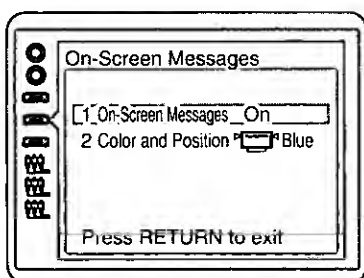 On-Screen Messages
1 On-Screen Messages On
2 Color and Position Blue
Press RETURN to exit